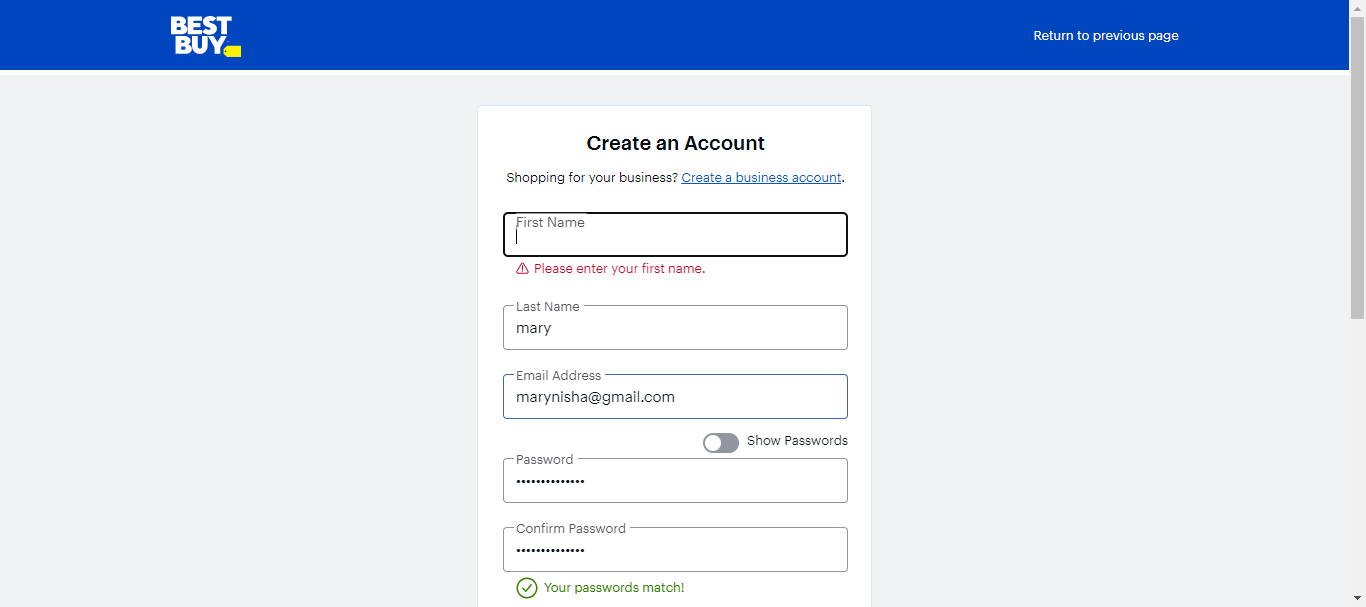 BEST
BUY
Return to previous page
Create an Account
Shopping for your business? Create a business account.
First Name
Please enter your first name.
Last Name
mary
Email Address
marynisha@gmail.com
Show Passwords
Password
••••••••••••••
Confirm Password
••••••••••••••
Your passwords match!